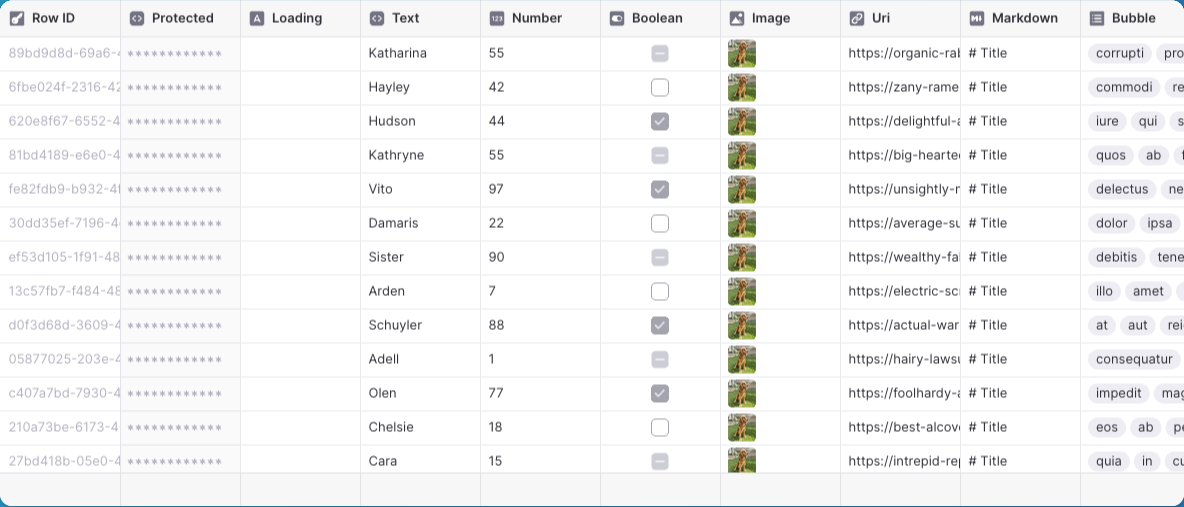 Row ID Protected Loading Text Number Boolean Image Uri Markdown Bubble
89bd9d8d-69a6- ************ Katharina 55 https://organic-ral # Title corrupti pro
6fbe024f-2316-42 ************ Hayley 42 https://zany-rame # Title commodi re
620e8f67-6552-4 ************ Hudson 44 https://delightful-a # Title iure qui s
81bd4189-e6e0-4 ************ Kathryne 55 https://big-hearte # Title quos ab f
fe82fdb9-b932-4f ************ Vito 97 https://unsightly-r # Title delectus ne
30dd35ef-7196-4 ************ Damaris 22 https://average-su # Title dolor ipsa
ef53d105-1f91-48 ************ Sister 90 https://wealthy-fa # Title debitis tene
13c57fb7-f484-48 ************ Arden 7 https://electric-sc # Title illo amet
d0f3d68d-3609-4 ************ Schuyler 88 https://actual-war # Title at aut rei
05877025-203e-4 ************ Adell 1 https://hairy-laws # Title consequatur
c407a7bd-7930-4 ************ Olen 77 https://foolhardy-a # Title impedit mag
210a73be-6173-4 ************ Chelsie 18 https://best-alcov # Title eos ab pe
27bd418b-05e0-4 ************ Cara 15 https://intrepid-re # Title quia in cu